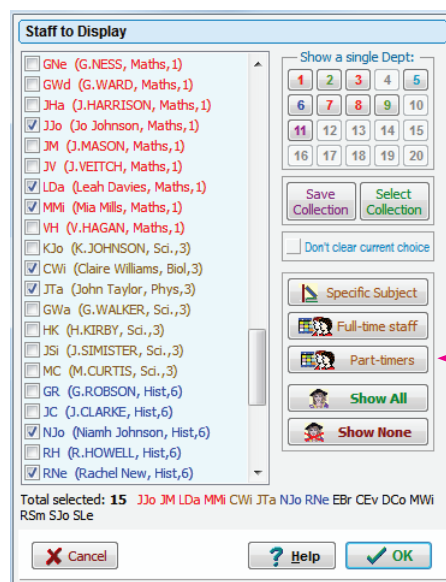 Staff to Display
GNe (G.NESS, Maths,1)
GWd (G.WARD, Maths,1)
JHa (J.HARRISON, Maths,1)
JJo (Jo Johnson, Maths,1)
JM (J.MASON, Maths,1)
JV (J.VEITCH, Maths,1)
LDa (Leah Davies, Maths,1)
MMi (Mia Mills, Maths,1)
VH (V.HAGAN, Maths,1)
KJo (K.JOHNSON, Sci.,3)
CWi (Claire Williams, Biol,3)
JTa (John Taylor, Phys,3)
GWa (G.WALKER, Sci.,3)
HK (H.KIRBY, Sci.,3)
JSi (J.SIMISTER, Sci.,3)
MC (M.CURTIS, Sci.,3)
GR (G.ROBSON, Hist,6)
JC (J.CLARKE, Hist,6)
NJo (Niamh Johnson, Hist,6)
RH (R.HOWELL, Hist,6)
RNe (Rachel New, Hist,6)
Show a single Dept:
1 2 3 4 5
6 7 8 9 10
11 12 13 14 15
16 17 18 19 20
Save
Collection
Select
Collection
Don't clear current choice
Specific Subject
Full-time staff
Part-timers
Show All
Show None
Total selected: 15 JJo JM LDa MMi CWi JTa NJo RNe EBr CEv DCo MWi
RSm SJo SLe
Cancel
Help
OK